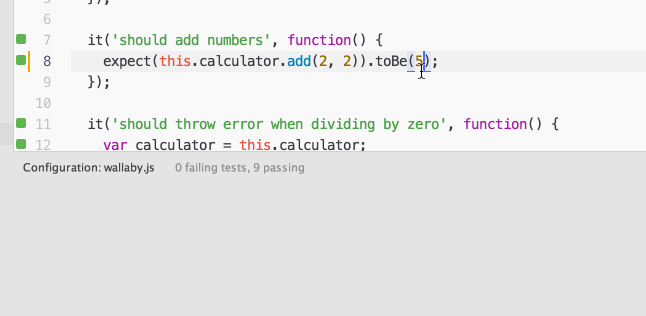 5 });
6
7 it('should add numbers', function() {
8 expect(this.calculator.add(2, 2)).toBe(5);
9 });
10
11 it('should throw error when dividing by zero', function() {
12 var calculator = this.calculator;
Configuration: wallaby.js 0 failing tests, 9 passing